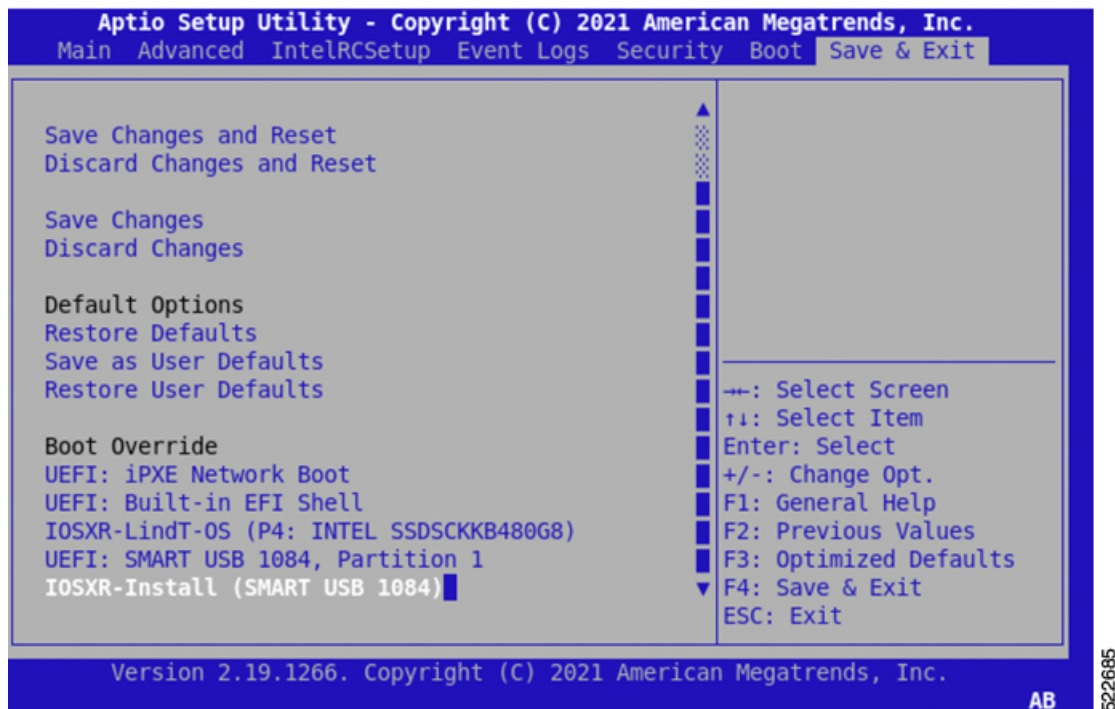 Aptio Setup Utility - Copyright (C) 2021 American Megatrends, Inc.
Main Advanced IntelRCSetup Event Logs Security Boot Save & Exit
Save Changes and Reset
Discard Changes and Reset
Save Changes
Discard Changes
Default Options
Restore Defaults
Save as User Defaults
Restore User Defaults
Boot Override
UEFI: iPXE Network Boot
UEFI: Built-in EFI Shell
IOSXR-LindT-OS (P4: INTEL SSDSCKKB480G8)
UEFI: SMART USB 1084, Partition 1
IOSXR-Install (SMART USB 1084)
→←: Select Screen
↑↓: Select Item
Enter: Select
+/-: Change Opt.
F1: General Help
F2: Previous Values
F3: Optimized Defaults
F4: Save & Exit
ESC: Exit
Version 2.19.1266. Copyright (C) 2021 American Megatrends, Inc.
AB
522685